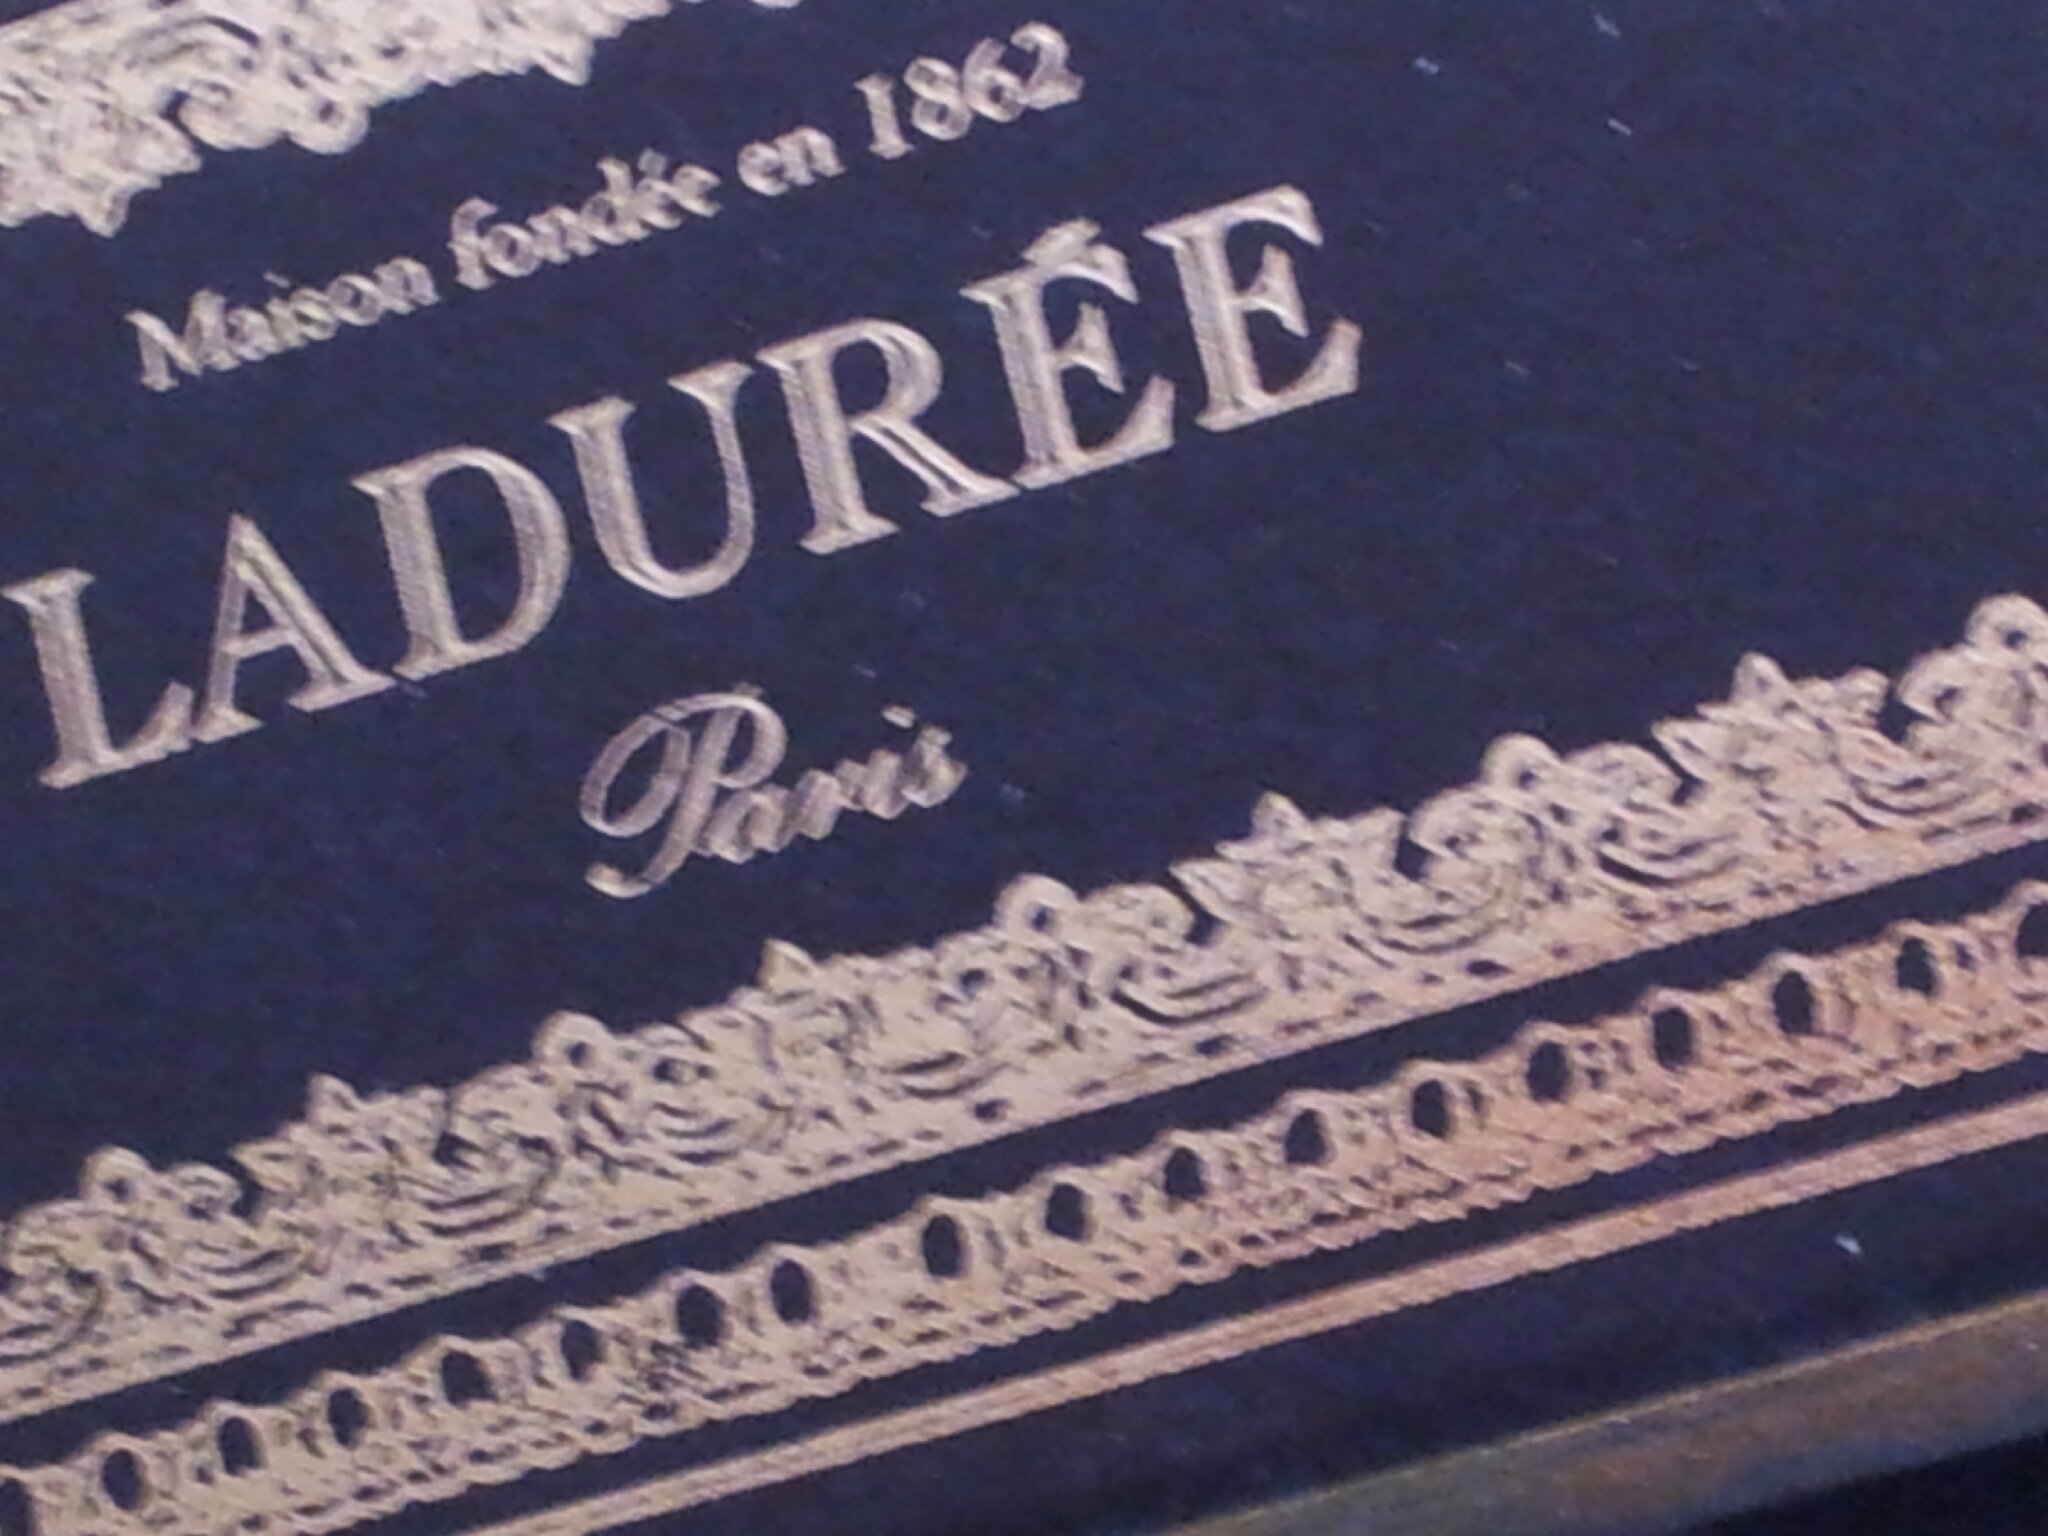 Maison fondée en 1862
LADURÉE
Paris